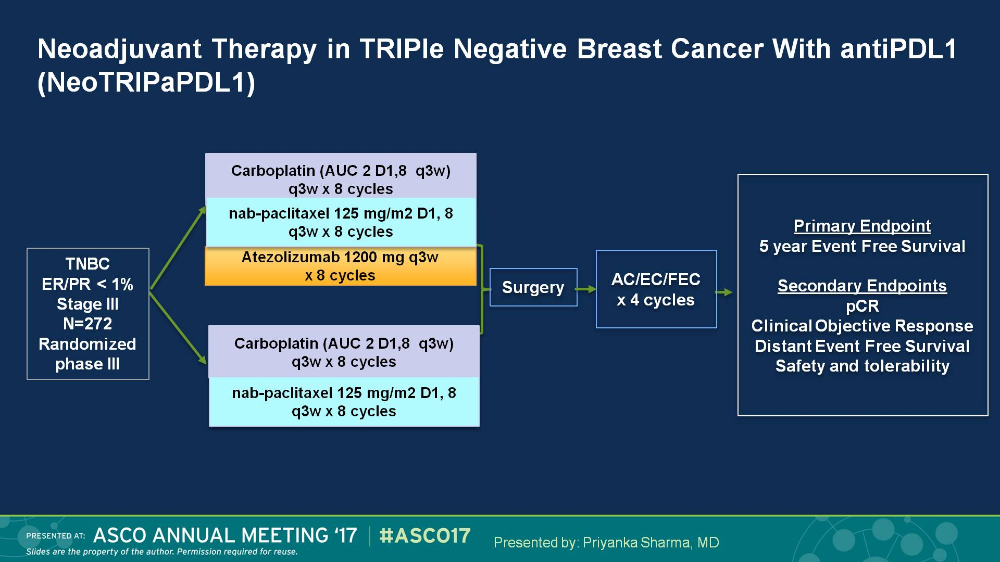 Neoadjuvant Therapy in TRIPle Negative Breast Cancer With antiPDL1
(NeoTRIPaPDL1)
TNBC
ER/PR < 1%
Stage III
N=272
Randomized
phase III
Carboplatin (AUC 2 D1,8 q3w)
q3w x 8 cycles
nab-paclitaxel 125 mg/m2 D1, 8
q3w x 8 cycles
Atezolizumab 1200 mg q3w
x 8 cycles
Carboplatin (AUC 2 D1,8 q3w)
q3w x 8 cycles
nab-paclitaxel 125 mg/m2 D1, 8
q3w x 8 cycles
Surgery
AC/EC/FEC
x 4 cycles
Primary Endpoint
5 year Event Free Survival
Secondary Endpoints
pCR
Clinical Objective Response
Distant Event Free Survival
Safety and tolerability
PRESENTED AT: ASCO ANNUAL MEETING ‘17 | #ASCO17
Slides are the property of the author. Permission required for reuse.
Presented by: Priyanka Sharma, MD